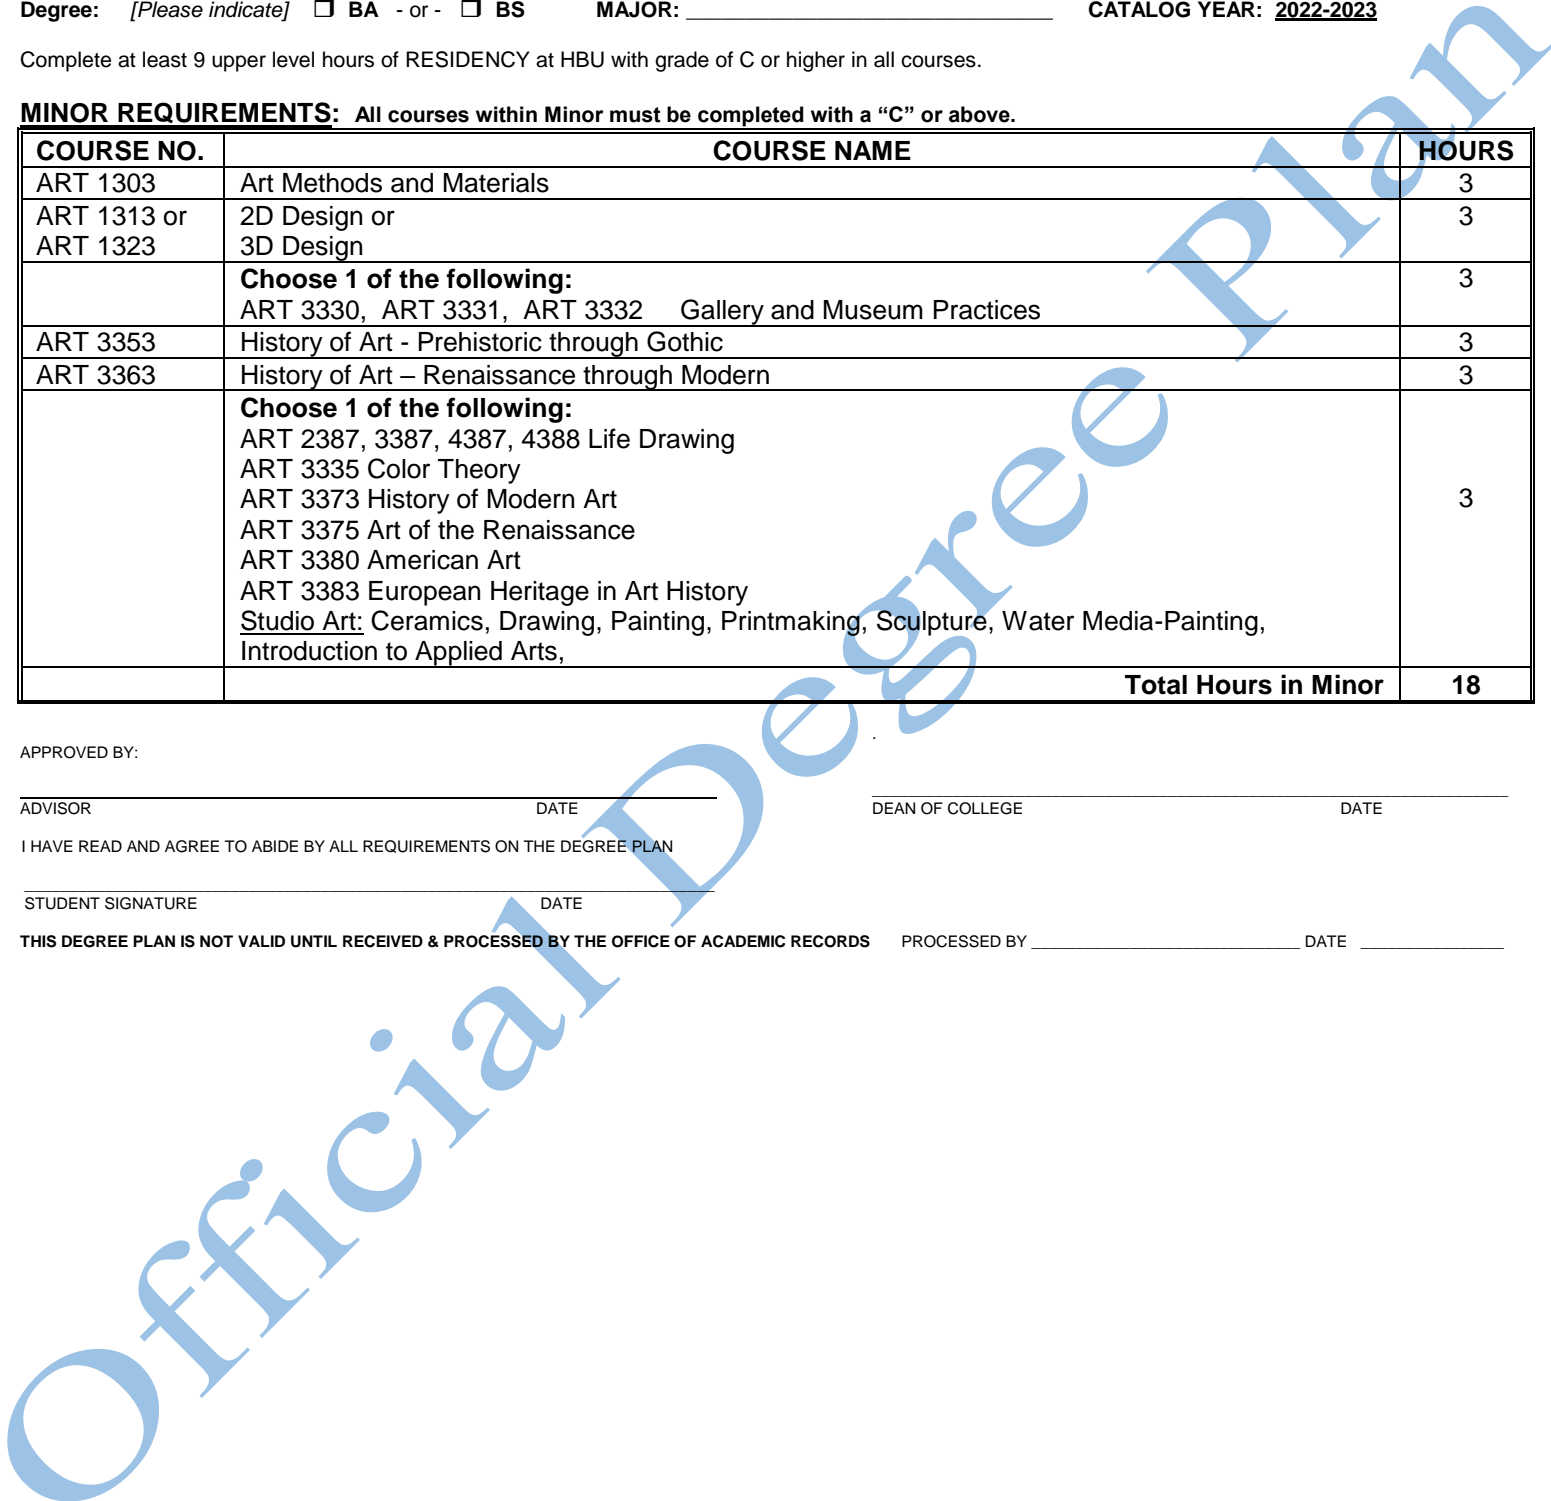 Degree: [Please indicate] ❒ BA - or - ❒ BS MAJOR: ______________________________ CATALOG YEAR: 2022-2023
Complete at least 9 upper level hours of RESIDENCY at HBU with grade of C or higher in all courses.
MINOR REQUIREMENTS: All courses within Minor must be completed with a “C” or above.
COURSE NO. COURSE NAME HOURS
ART 1303 Art Methods and Materials 3
ART 1313 or 2D Design or 3
ART 1323 3D Design
Choose 1 of the following: 3
ART 3330, ART 3331, ART 3332 Gallery and Museum Practices
ART 3353 History of Art - Prehistoric through Gothic 3
ART 3363 History of Art – Renaissance through Modern 3
Choose 1 of the following:
ART 2387, 3387, 4387, 4388 Life Drawing
ART 3335 Color Theory
ART 3373 History of Modern Art 3
ART 3375 Art of the Renaissance
ART 3380 American Art
ART 3383 European Heritage in Art History
Studio Art: Ceramics, Drawing, Painting, Printmaking, Sculpture, Water Media-Painting,
Introduction to Applied Arts,
Total Hours in Minor 18
.
APPROVED BY:
ADVISOR DATE DEAN OF COLLEGE DATE
I HAVE READ AND AGREE TO ABIDE BY ALL REQUIREMENTS ON THE DEGREE PLAN
STUDENT SIGNATURE DATE
THIS DEGREE PLAN IS NOT VALID UNTIL RECEIVED & PROCESSED BY THE OFFICE OF ACADEMIC RECORDS PROCESSED BY ______________________________ DATE ________________
Official Degree Plan